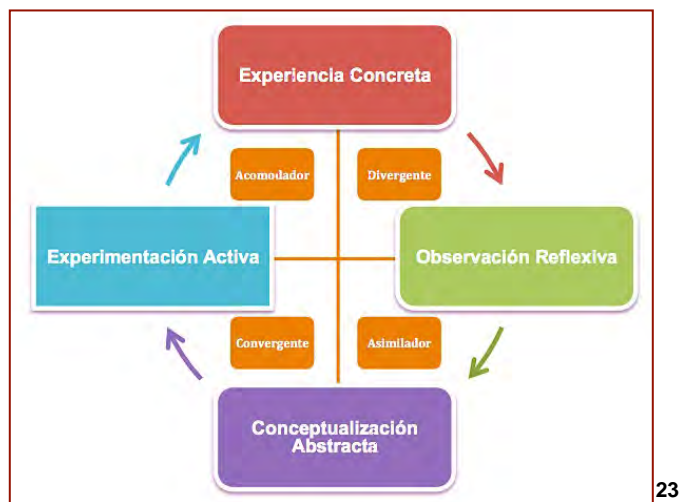 Experiencia Concreta
Acomodador
Divergente
Experimentación Activa
Observación Reflexiva
Convergente
Asimilador
Conceptualización
Abstracta
23